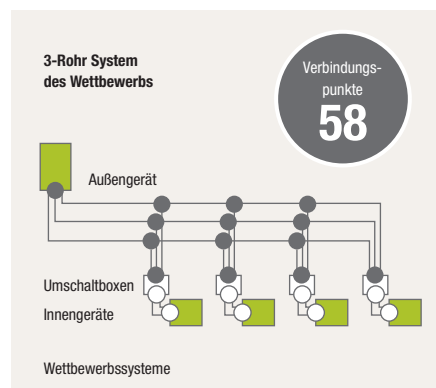 3-Rohr System
des Wettbewerbs
Verbindungs-
punkte
58
Außengerät
Umschaltboxen
Innengeräte
Wettbewerbssysteme